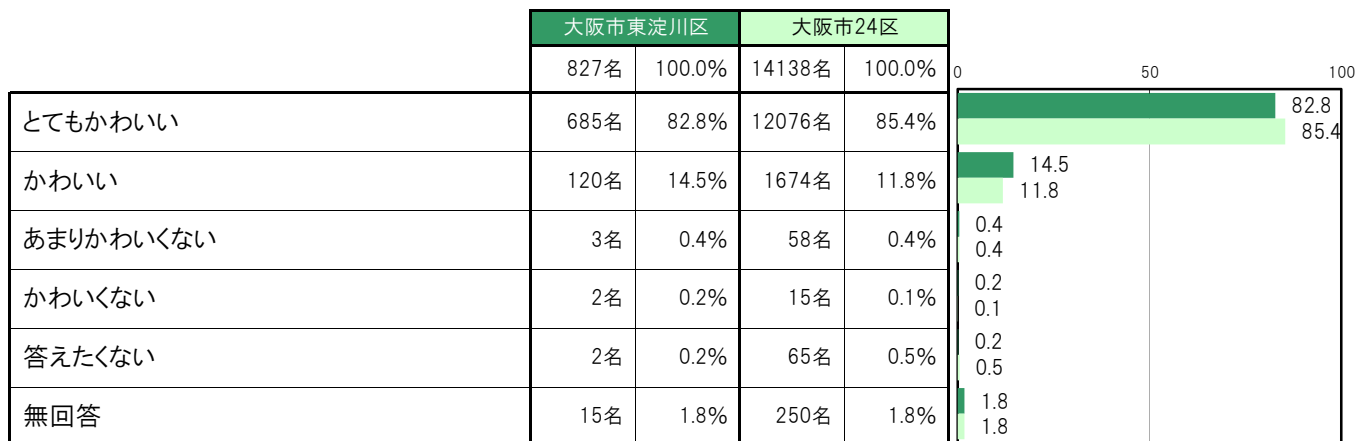 大阪市東淀川区 大阪市24区
827名 100.0% 14138名 100.0% 0 50 100
とてもかわいい 685名 82.8% 12076名 85.4% 82.8
85.4
かわいい 120名 14.5% 1674名 11.8% 14.5
11.8
あまりかわいくない 3名 0.4% 58名 0.4% 0.4
0.4
かわいくない 2名 0.2% 15名 0.1% 0.2
0.1
答えたくない 2名 0.2% 65名 0.5% 0.2
0.5
無回答 15名 1.8% 250名 1.8% 1.8
1.8